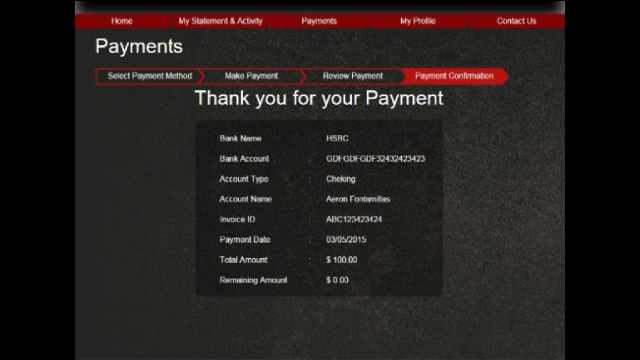 Home My Statement & Activity Payments My Profile Contact Us
Payments
Select Payment Method Make Payment Review Payment Payment Confirmation
Thank you for your Payment
Bank Name : HSBC
Bank Account : GDFGDFGDF32432423423
Account Type : Cheking
Account Name : Aeron Fontamillas
Invoice ID : ABC123423424
Payment Date : 03/05/2015
Total Amount : $ 100.00
Remaining Amount : $ 0.00